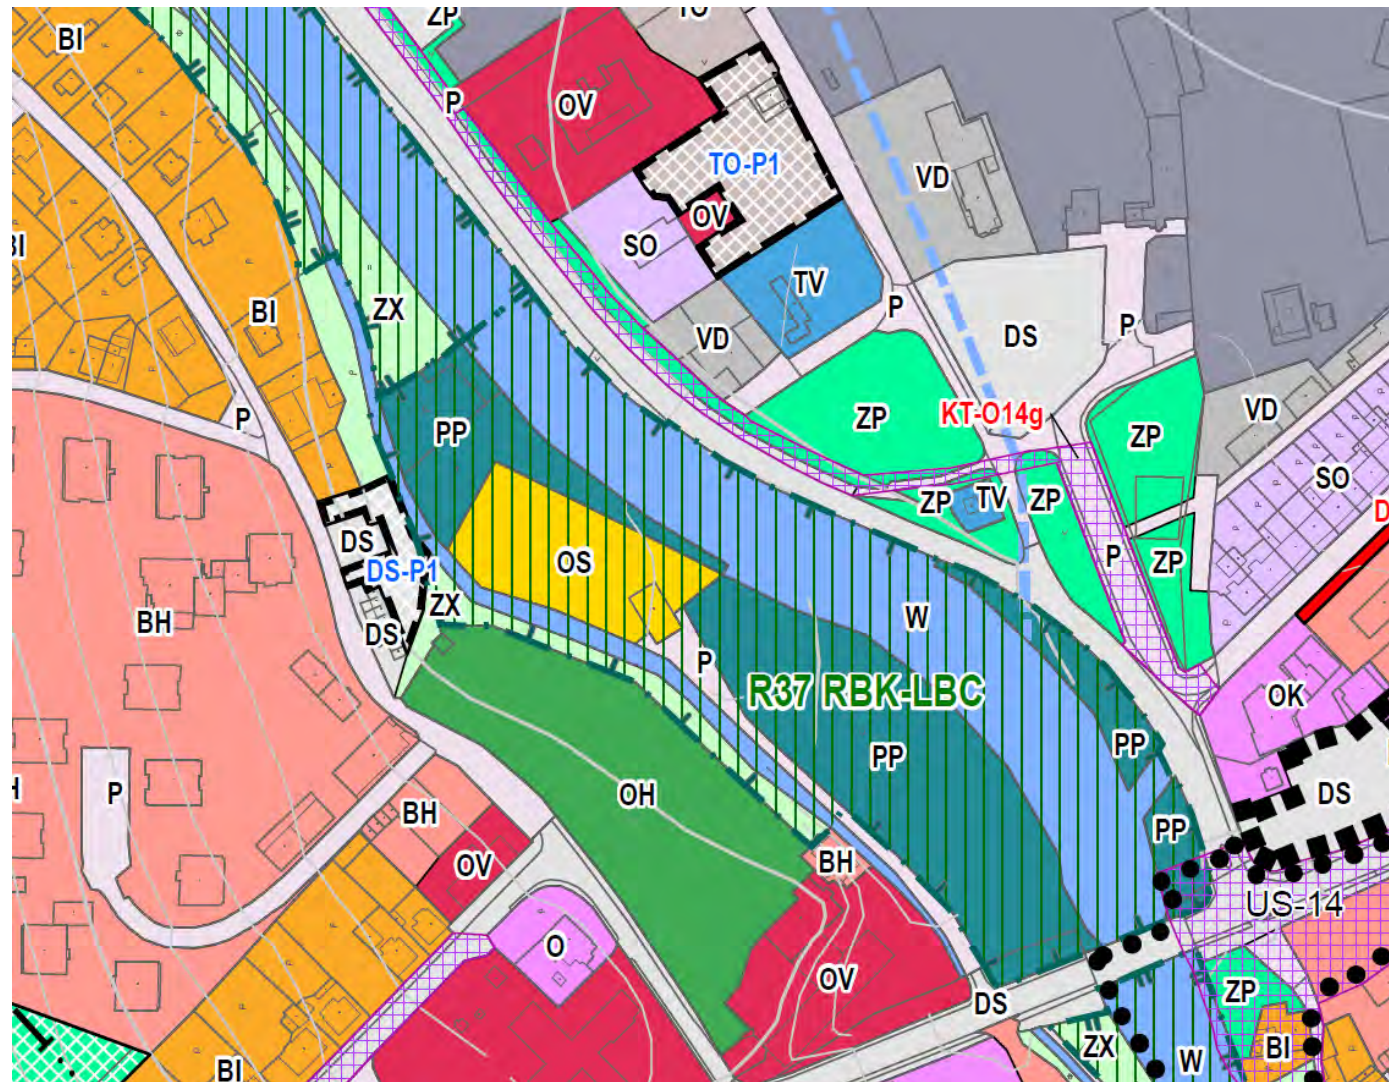 ZP
TO
BI
P
OV
TO-P1
VD
OV
SO
BI
TV
ZX
BI
P
DS
P
VD
P
ZP
KT-O14g
VD
ZP
PP
SO
ZP
TV
ZP
D
DS
OS
DS-P1
P
ZP
ZX
W
BH
DS
P
R37 RBK-LBC
OK
PP
PP
H
P
OH
DS
BH
PP
OV
BH
US-14
O
OV
ZP
DS
ZX
BI
W
BI